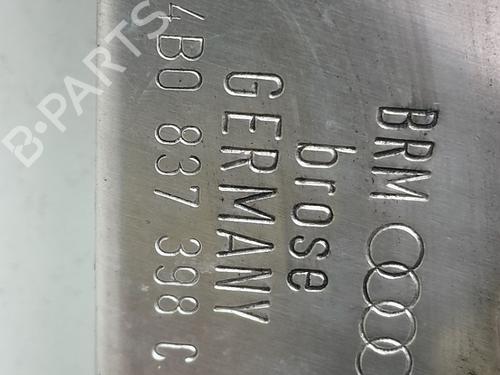 BRM
brose
GERMANY
4B0 837 398 C
B-PARTS